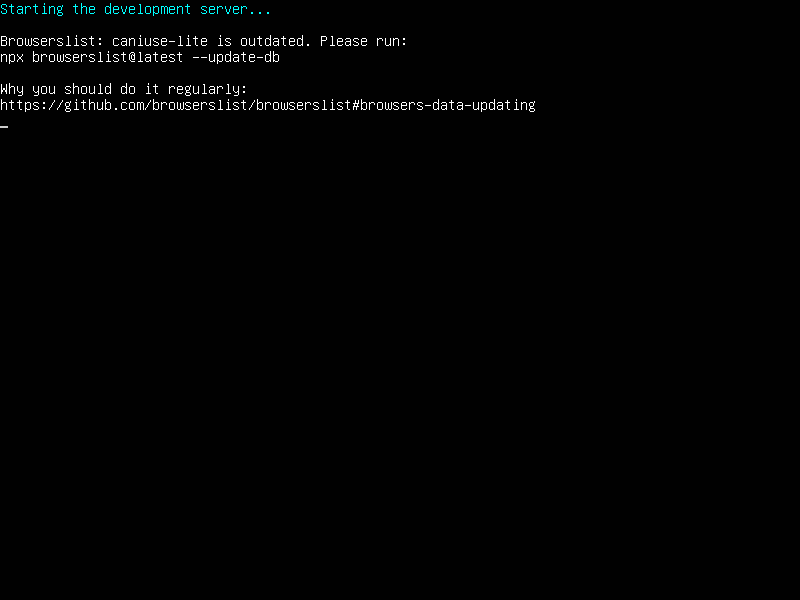 Starting the development server...
Browserslist: caniuse-lite is outdated. Please run:
npx browserslist@latest --update-db
Why you should do it regularly:
https://github.com/browserslist/browserslist#browsers-data-updating